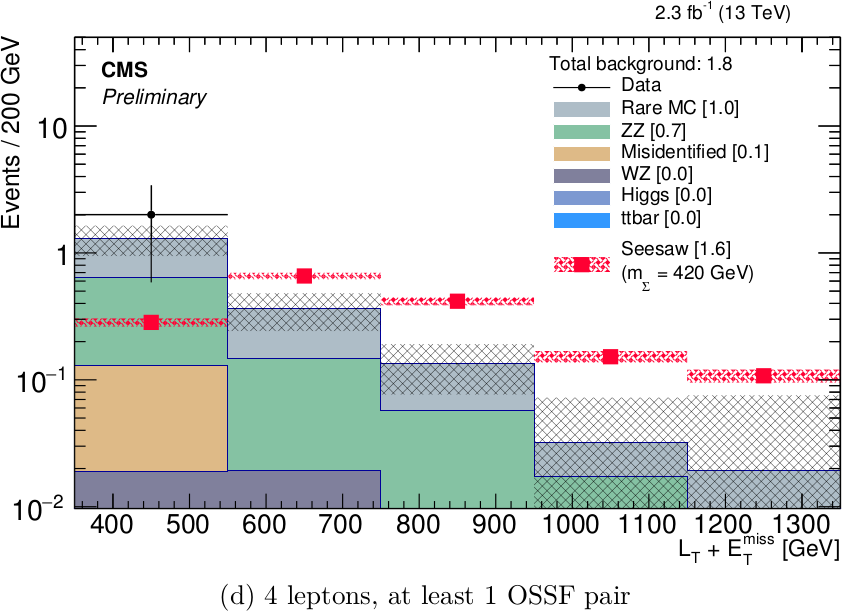 2.3 fb⁻¹ (13 TeV)
Events / 200 GeV
CMS
Preliminary
Total background: 1.8
Data
Rare MC [1.0]
ZZ [0.7]
Misidentified [0.1]
WZ [0.0]
Higgs [0.0]
ttbar [0.0]
Seesaw [1.6]
(m_Σ = 420 GeV)
10
1
10⁻¹
10⁻²
400 500 600 700 800 900 1000 1100 1200 1300
L_T + E_T^miss [GeV]
(d) 4 leptons, at least 1 OSSF pair